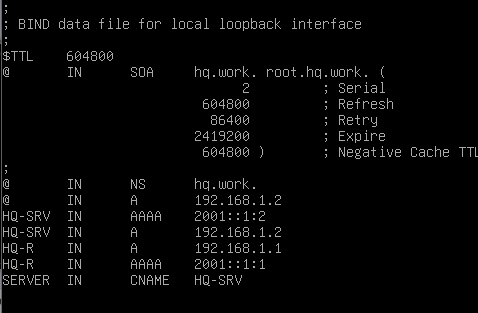 ;
; BIND data file for local loopback interface
;
$TTL 604800
@ IN SOA hq.work. root.hq.work. (
2 ; Serial
604800 ; Refresh
86400 ; Retry
2419200 ; Expire
604800 ) ; Negative Cache TTL
;
@ IN NS hq.work.
@ IN A 192.168.1.2
HQ-SRV IN AAAA 2001::1:2
HQ-SRV IN A 192.168.1.2
HQ-R IN A 192.168.1.1
HQ-R IN AAAA 2001::1:1
SERVER IN CNAME HQ-SRV